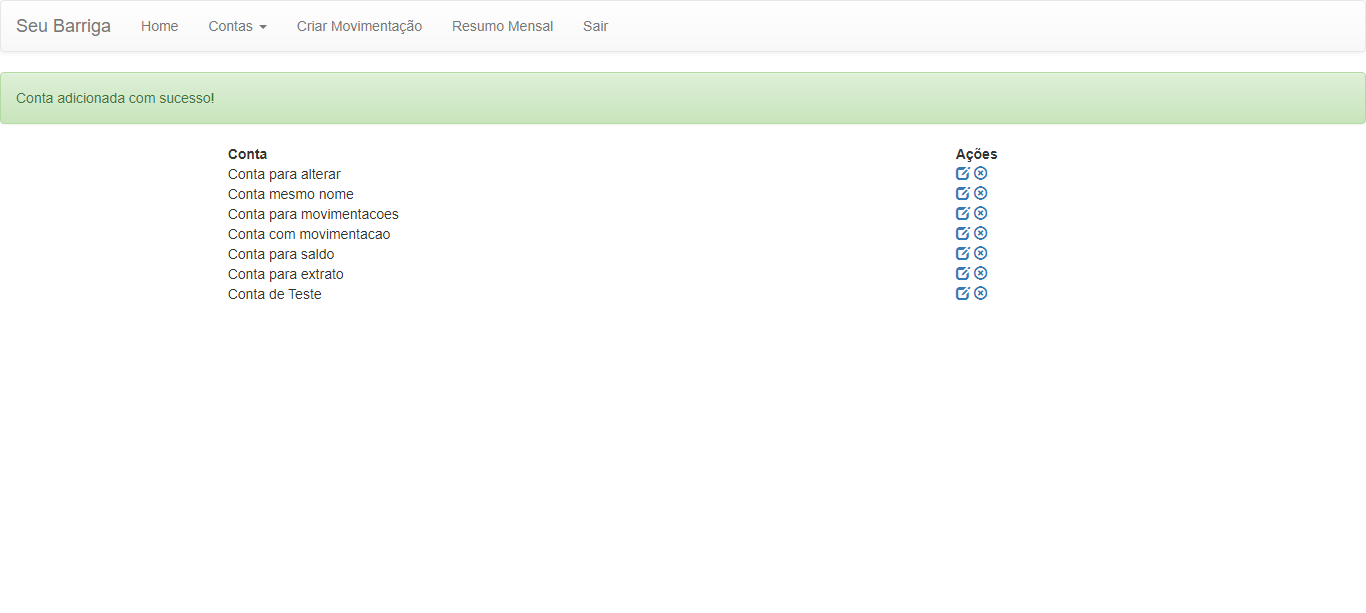 Seu Barriga Home Contas Criar Movimentação Resumo Mensal Sair
Conta adicionada com sucesso!
Conta Ações
Conta para alterar
Conta mesmo nome
Conta para movimentacoes
Conta com movimentacao
Conta para saldo
Conta para extrato
Conta de Teste